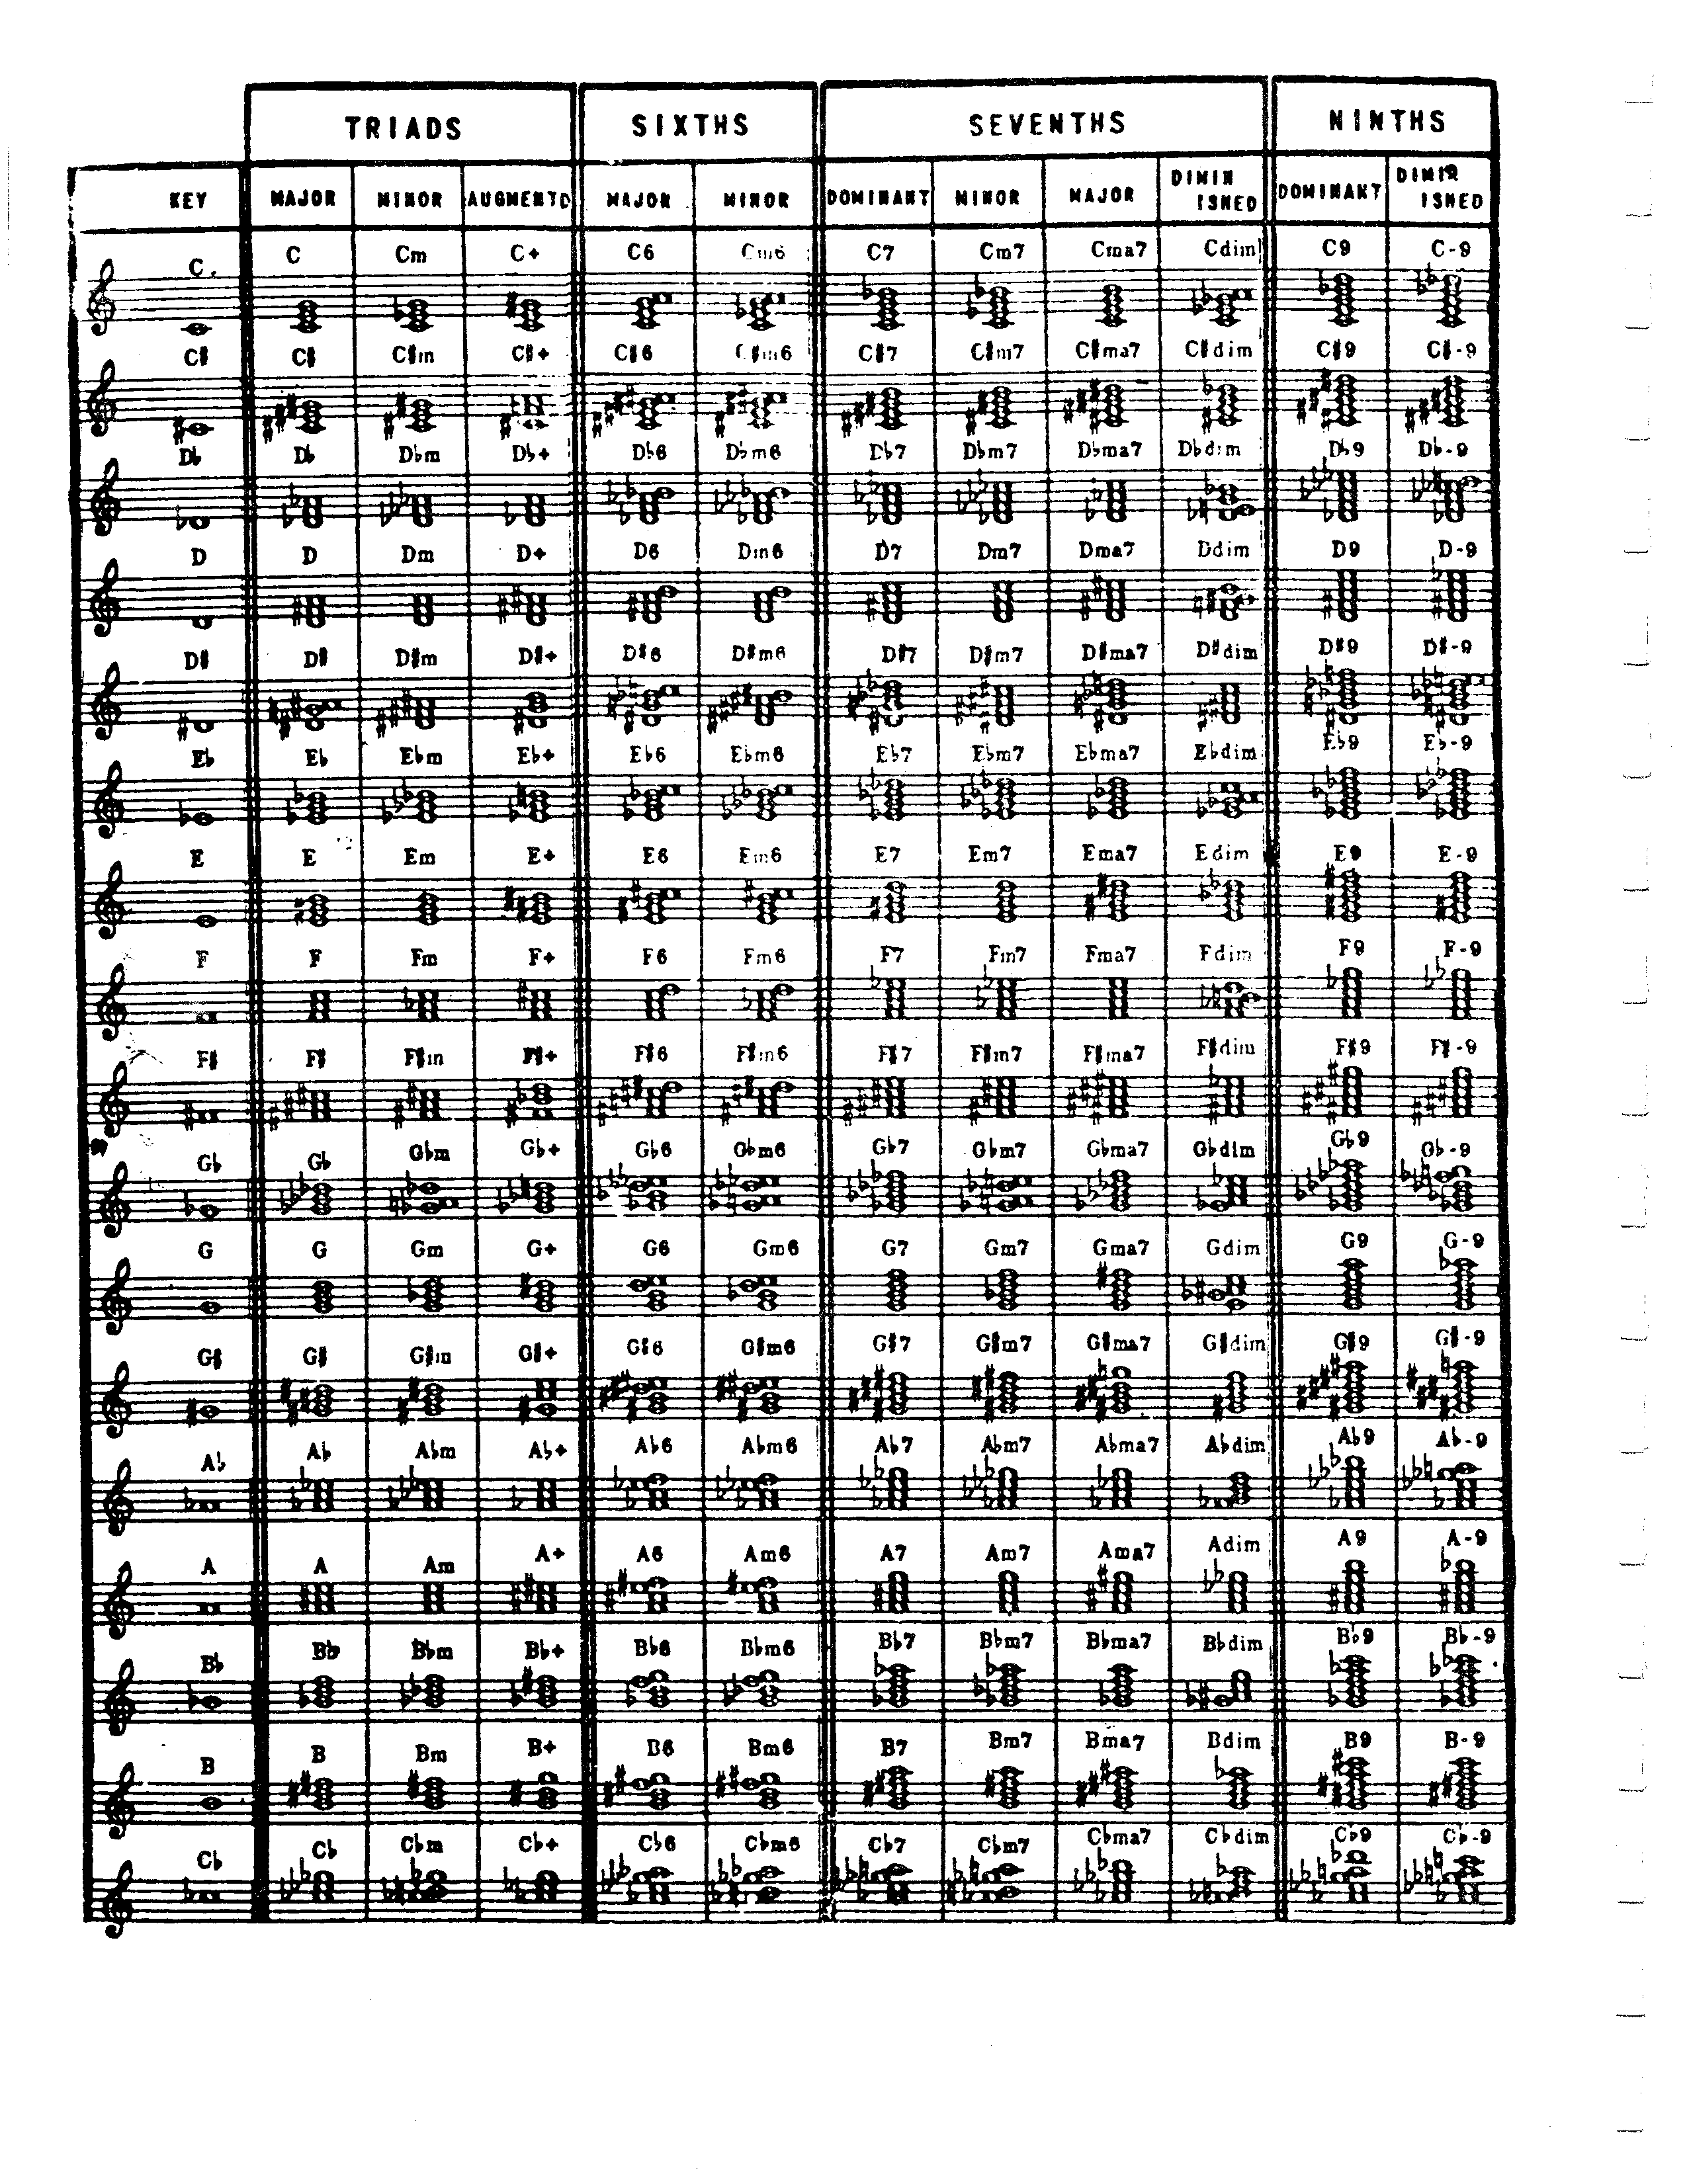 TRIADS SIXTHS SEVENTHS NINTHS
KEY MAJOR MINOR AUGMENTD MAJOR MINOR DOMINANT MINOR MAJOR DIMIN ISHED DOMINANT DIMIN ISHED
C. C Cm C+ C6 Cm6 C7 Cm7 Cma7 Cdim C9 C-9
C# C# C#m C#+ C#6 C#m6 C#7 C#m7 C#ma7 C#dim C#9 C#-9
D♭ D♭ D♭m D♭+ D♭6 D♭m6 D♭7 D♭m7 D♭ma7 D♭dim D♭9 D♭-9
D D Dm D+ D6 Dm6 D7 Dm7 Dma7 Ddim D9 D-9
D# D# D#m D#+ D#6 D#m6 D#7 D#m7 D#ma7 D#dim D#9 D#-9
E♭ E♭ E♭m E♭+ E♭6 E♭m6 E♭7 E♭m7 E♭ma7 E♭dim E♭9 E♭-9
E E Em E+ E6 Em6 E7 Em7 Ema7 Edim E9 E-9
F F Fm F+ F6 Fm6 F7 Fm7 Fma7 Fdim F9 F-9
F# F# F#m F#+ F#6 F#m6 F#7 F#m7 F#ma7 F#dim F#9 F#-9
G♭ G♭ G♭m G♭+ G♭6 G♭m6 G♭7 G♭m7 G♭ma7 G♭dim G♭9 G♭-9
G G Gm G+ G6 Gm6 G7 Gm7 Gma7 Gdim G9 G-9
G# G# G#m G#+ G#6 G#m6 G#7 G#m7 G#ma7 G#dim G#9 G#-9
A♭ A♭ A♭m A♭+ A♭6 A♭m6 A♭7 A♭m7 A♭ma7 A♭dim A♭9 A♭-9
A A Am A+ A6 Am6 A7 Am7 Ama7 Adim A9 A-9
B♭ B♭ B♭m B♭+ B♭6 B♭m6 B♭7 B♭m7 B♭ma7 B♭dim B♭9 B♭-9
B B Bm B+ B6 Bm6 B7 Bm7 Bma7 Bdim B9 B-9
C♭ C♭ C♭m C♭+ C♭6 C♭m6 C♭7 C♭m7 C♭ma7 C♭dim C♭9 C♭-9